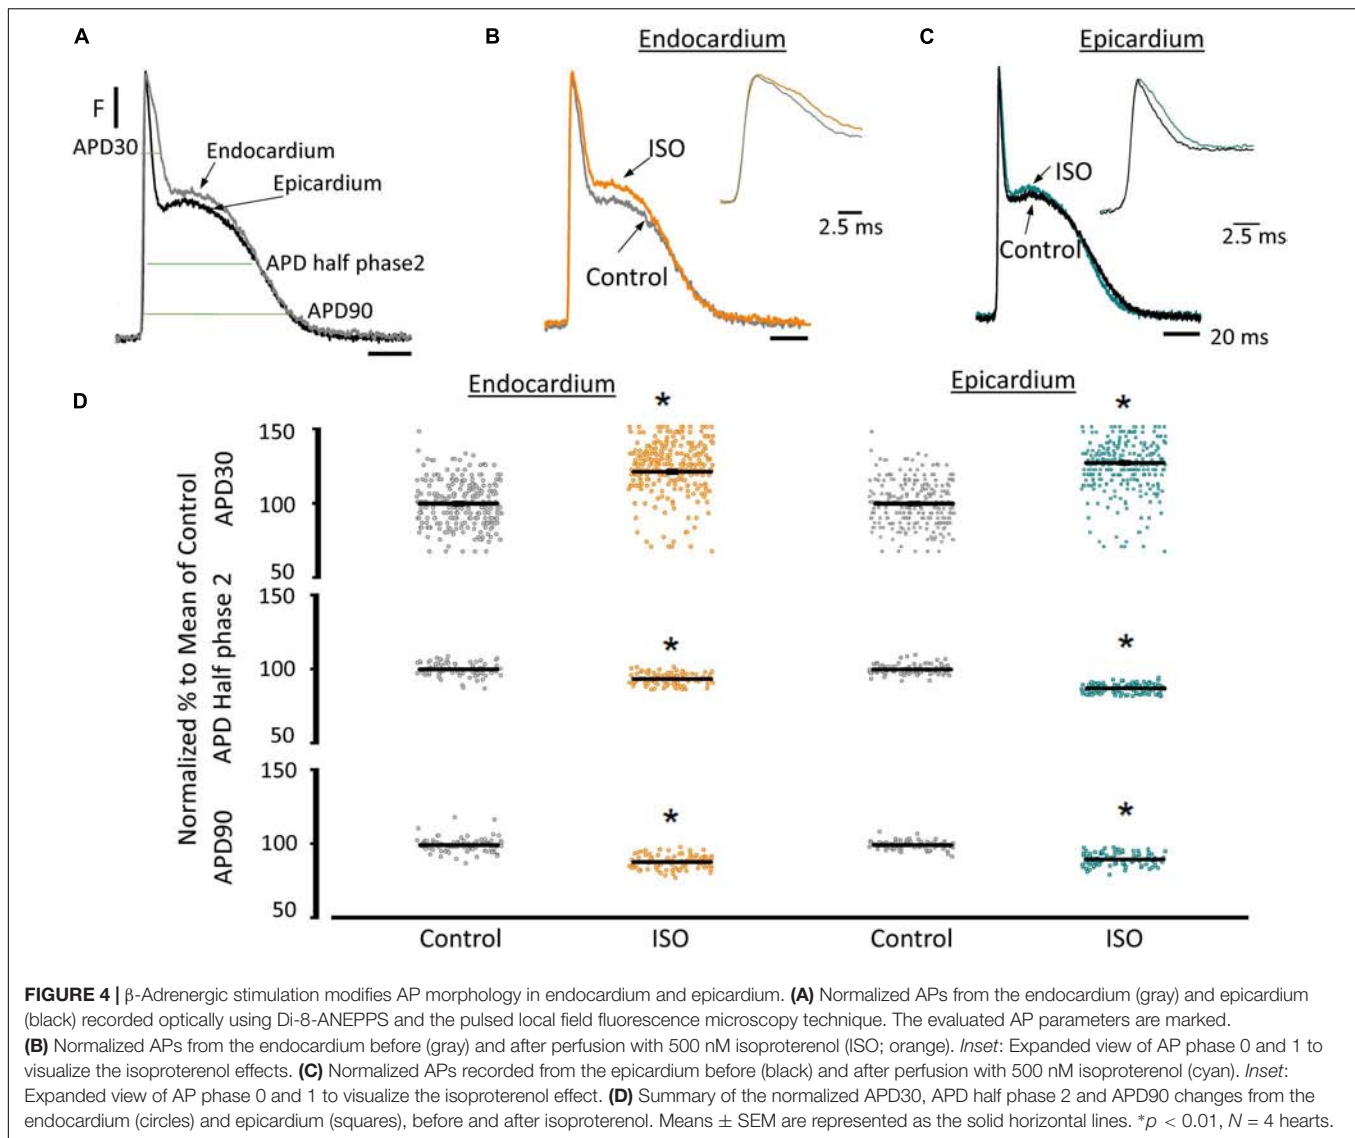 A
B
Endocardium
C
Epicardium
F
APD30
Endocardium
Epicardium
APD half phase2
APD90
ISO
Control
2.5 ms
ISO
Control
2.5 ms
20 ms
D
Endocardium
Epicardium
*
*
Normalized % to Mean of Control
APD30
150
100
50
APD Half phase 2
150
100
50
*
*
APD90
150
100
50
*
*
Control
ISO
Control
ISO
FIGURE 4 | β-Adrenergic stimulation modifies AP morphology in endocardium and epicardium. (A) Normalized APs from the endocardium (gray) and epicardium
(black) recorded optically using Di-8-ANEPPS and the pulsed local field fluorescence microscopy technique. The evaluated AP parameters are marked.
(B) Normalized APs from the endocardium before (gray) and after perfusion with 500 nM isoproterenol (ISO; orange). Inset: Expanded view of AP phase 0 and 1 to
visualize the isoproterenol effects. (C) Normalized APs recorded from the epicardium before (black) and after perfusion with 500 nM isoproterenol (cyan). Inset:
Expanded view of AP phase 0 and 1 to visualize the isoproterenol effect. (D) Summary of the normalized APD30, APD half phase 2 and APD90 changes from the
endocardium (circles) and epicardium (squares), before and after isoproterenol. Means ± SEM are represented as the solid horizontal lines. *p < 0.01, N = 4 hearts.